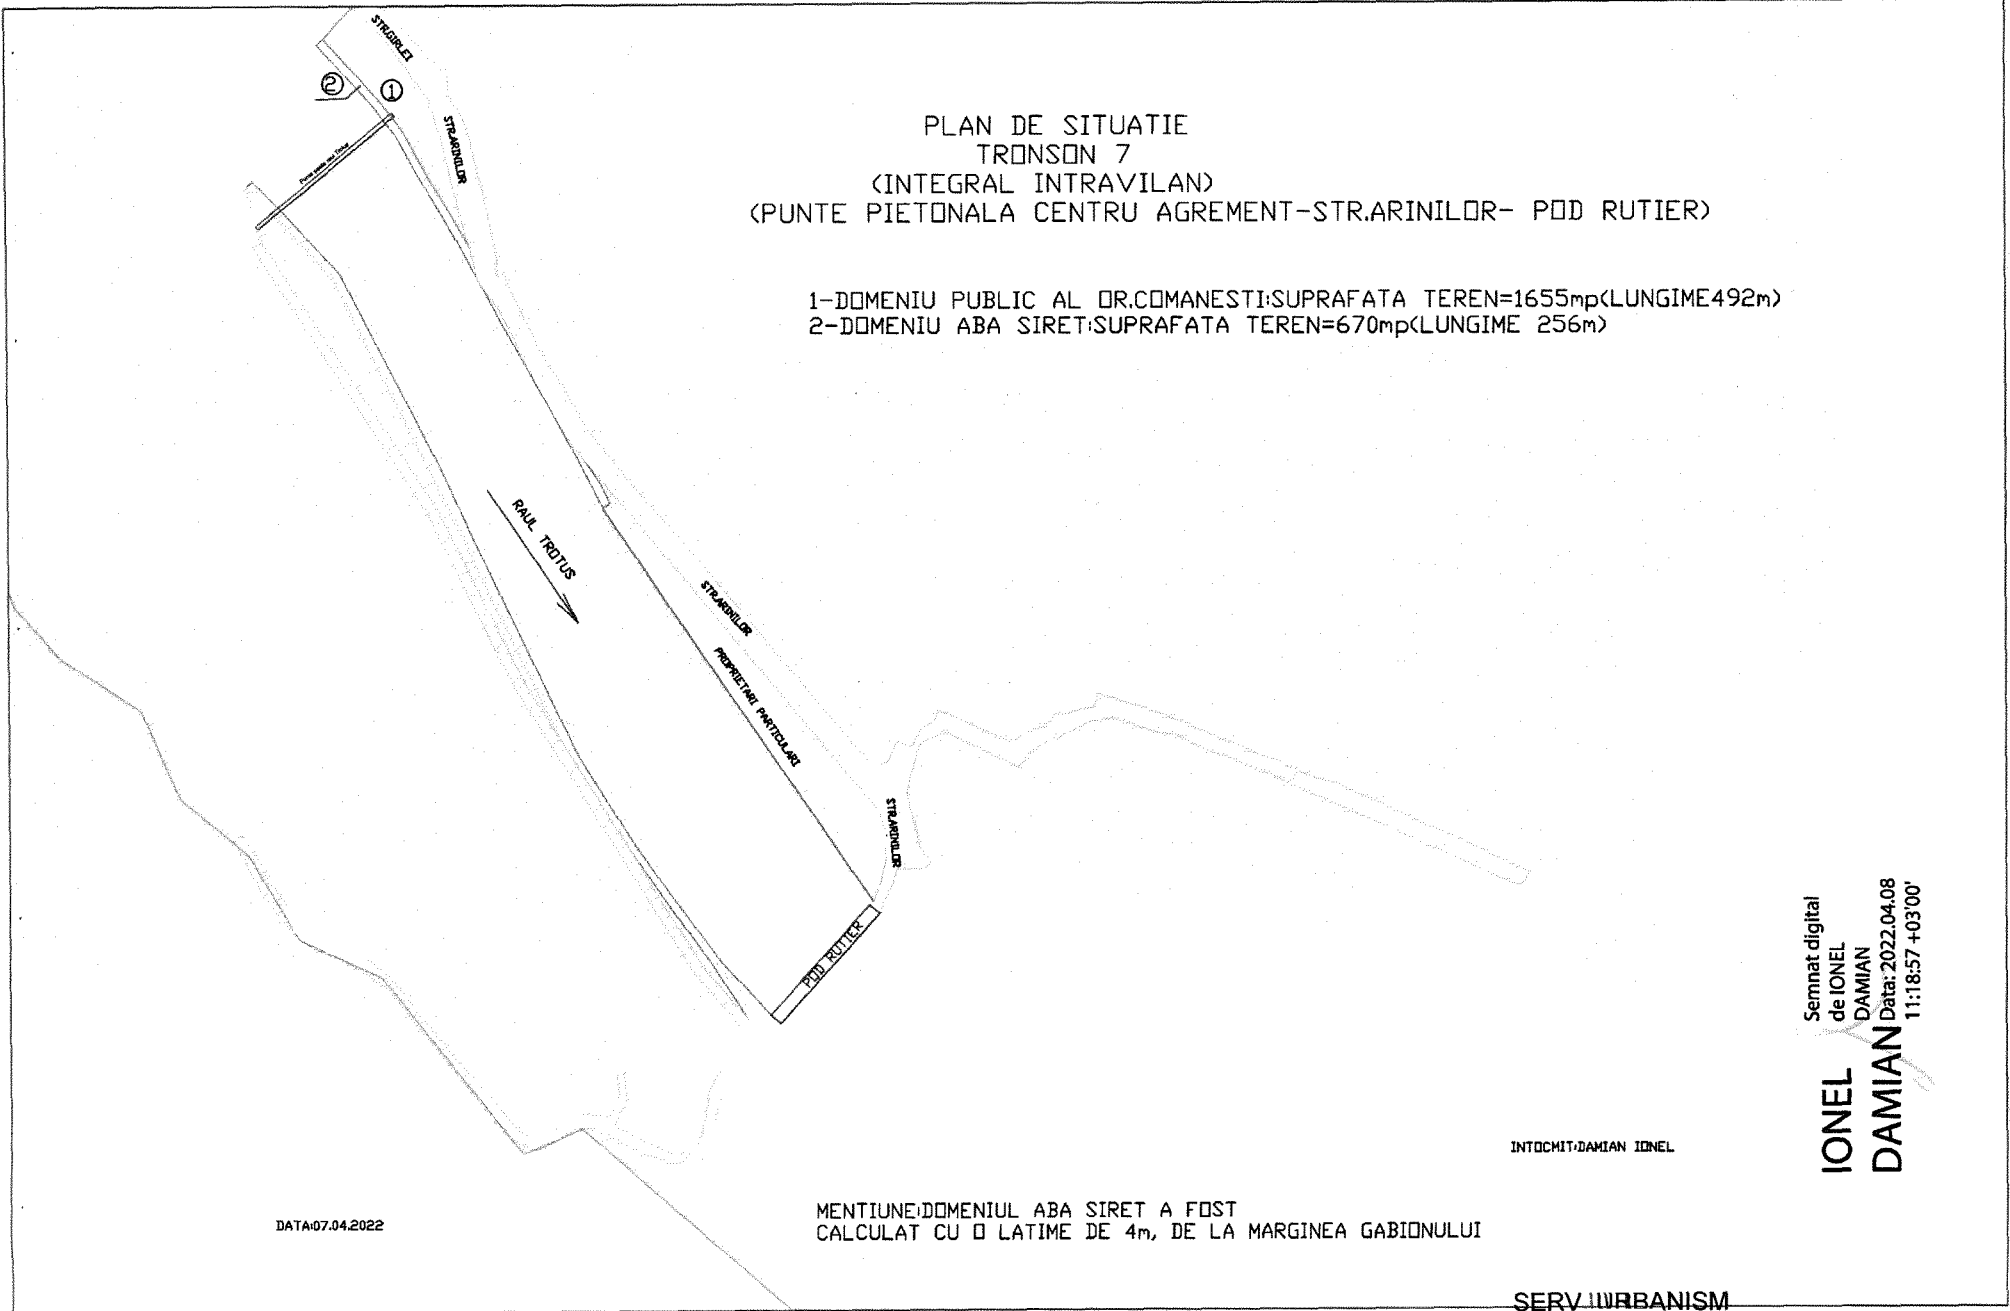 STR.GIRLEI
2
1
STR.ARINILOR
PLAN DE SITUATIE
TRONSON 7
(INTEGRAL INTRAVILAN)
(PUNTE PIETONALA CENTRU AGREMENT-STR.ARINILOR- POD RUTIER)
1-DOMENIU PUBLIC AL OR.COMANESTI:SUPRAFATA TEREN=1655mp(LUNGIME492m)
2-DOMENIU ABA SIRET:SUPRAFATA TEREN=670mp(LUNGIME 256m)
RAUL TROTUS
STR.ARINILOR
PROPRIETARI PARTICULARI
STR.ARINILOR
POD RUTIER
Semnat digital
de IONEL
DAMIAN
Data: 2022.04.08
11:18:57 +03'00'
IONEL
DAMIAN
INTOCMIT:DAMIAN IONEL
MENTIUNE:DOMENIUL ABA SIRET A FOST
CALCULAT CU O LATIME DE 4m, DE LA MARGINEA GABIONULUI
DATA:07.04.2022
SERV URBANISM